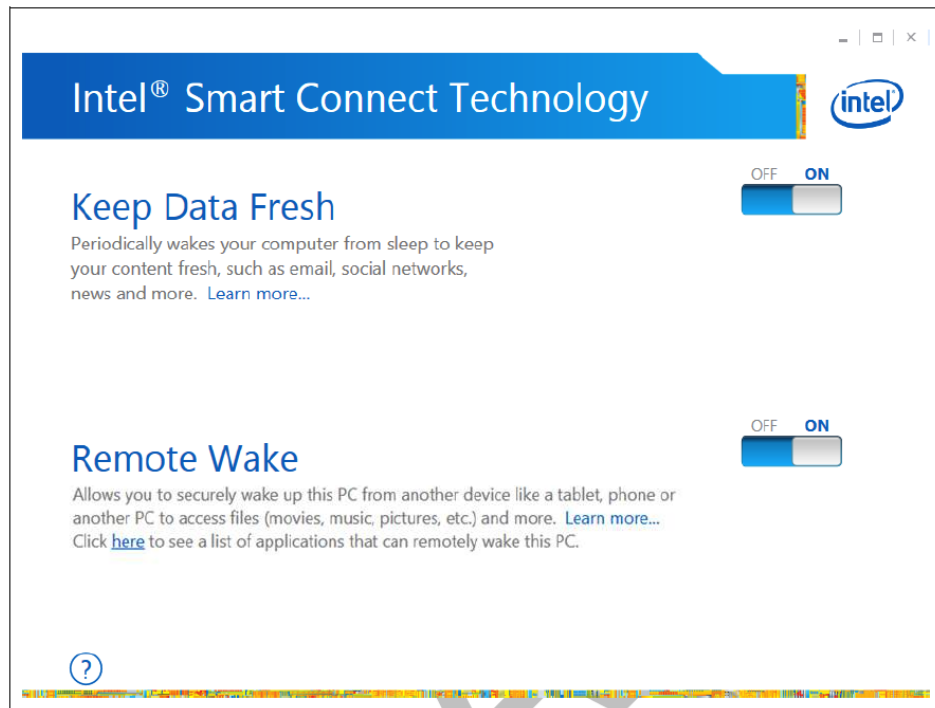 Intel® Smart Connect Technology
intel
OFF ON
Keep Data Fresh
Periodically wakes your computer from sleep to keep
your content fresh, such as email, social networks,
news and more. Learn more...
OFF ON
Remote Wake
Allows you to securely wake up this PC from another device like a tablet, phone or
another PC to access files (movies, music, pictures, etc.) and more. Learn more...
Click here to see a list of applications that can remotely wake this PC.
?